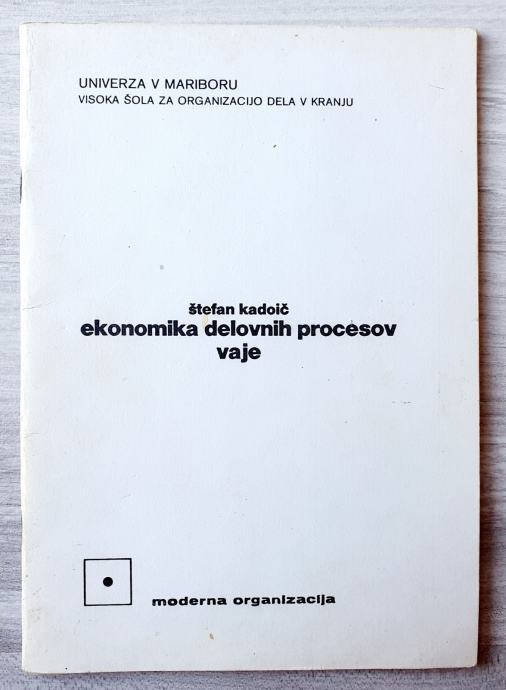 UNIVERZA V MARIBORU
VISOKA ŠOLA ZA ORGANIZACIJO DELA V KRANJU
štefan kadoič
ekonomika delovnih procesov
vaje
moderna organizacija